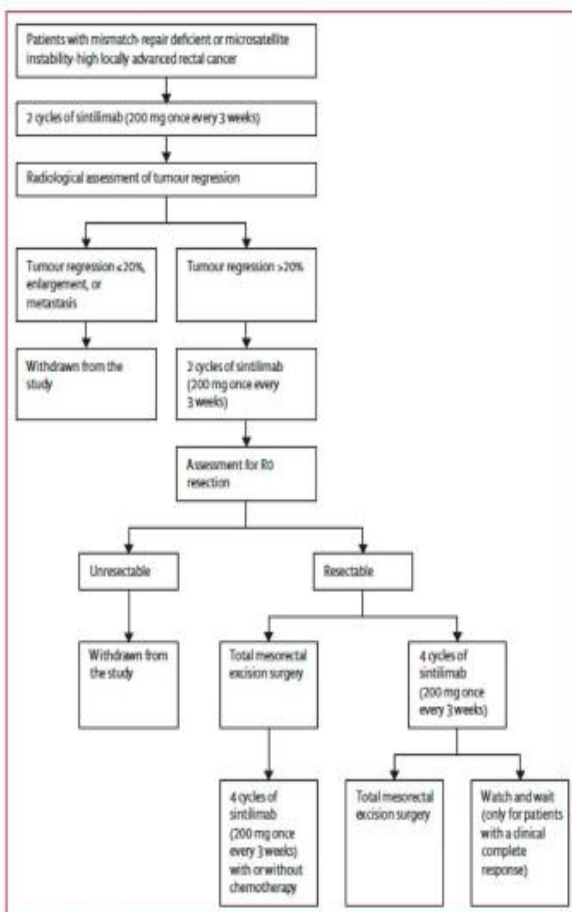 Patients with mismatch-repair deficient or microsatellite
instability-high locally advanced rectal cancer
2 cycles of sintilimab (200 mg once every 3 weeks)
Radiological assessment of tumour regression
Tumour regression ≤20%,
enlargement, or
metastasis
Tumour regression >20%
Withdrawn from the
study
2 cycles of sintilimab
(200 mg once every
3 weeks)
Assessment for R0
resection
Unresectable
Resectable
Withdrawn from
the study
Total mesorectal
excision surgery
4 cycles of
sintilimab
(200 mg once
every 3 weeks)
4 cycles of
sintilimab
(200 mg once
every 3 weeks)
with or without
chemotherapy
Total mesorectal
excision surgery
Watch and wait
(only for patients
with a clinical
complete
response)